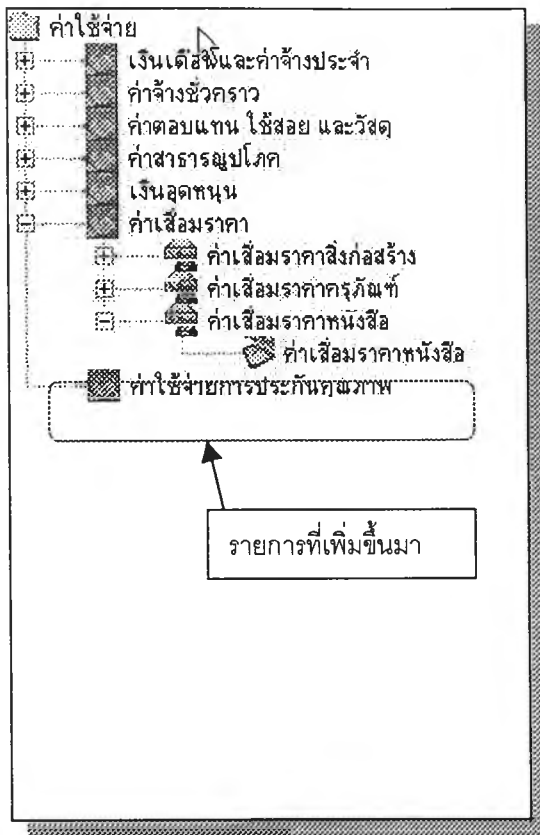 ค่าใช้จ่าย
เงินเดือนและค่าจ้างประจำ
ค่าจ้างชั่วคราว
ค่าตอบแทน ใช้สอย และวัสดุ
ค่าสาธารณูปโภค
เงินอุดหนุน
ค่าเสื่อมราคา
ค่าเสื่อมราคาสิ่งก่อสร้าง
ค่าเสื่อมราคาครุภัณฑ์
ค่าเสื่อมราคาหนังสือ
ค่าเสื่อมราคาหนังสือ
ค่าใช้จ่ายการประกันคุณภาพ
รายการที่เพิ่มขึ้นมา